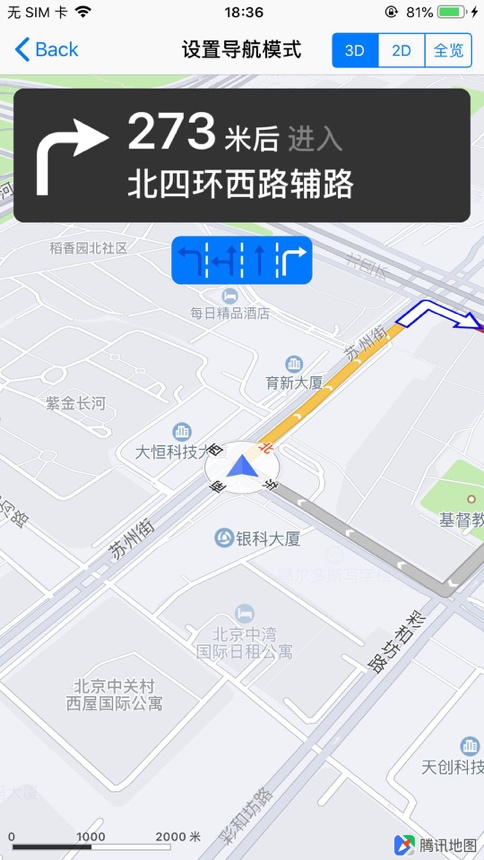 无 SIM 卡
18:36
81%
Back
设置导航模式
3D
2D
全览
273 米后 进入
北四环西路辅路
稻香园北社区
每日精品酒店
苏州街
育新大厦
紫金长河
大恒科技大
西
北
南
东
苏州街
银科大厦
基督教
北京中湾
国际日租公寓
彩和坊路
北京中关村
西屋国际公寓
天创科技
彩和坊路
0
1000
2000 米
腾讯地图